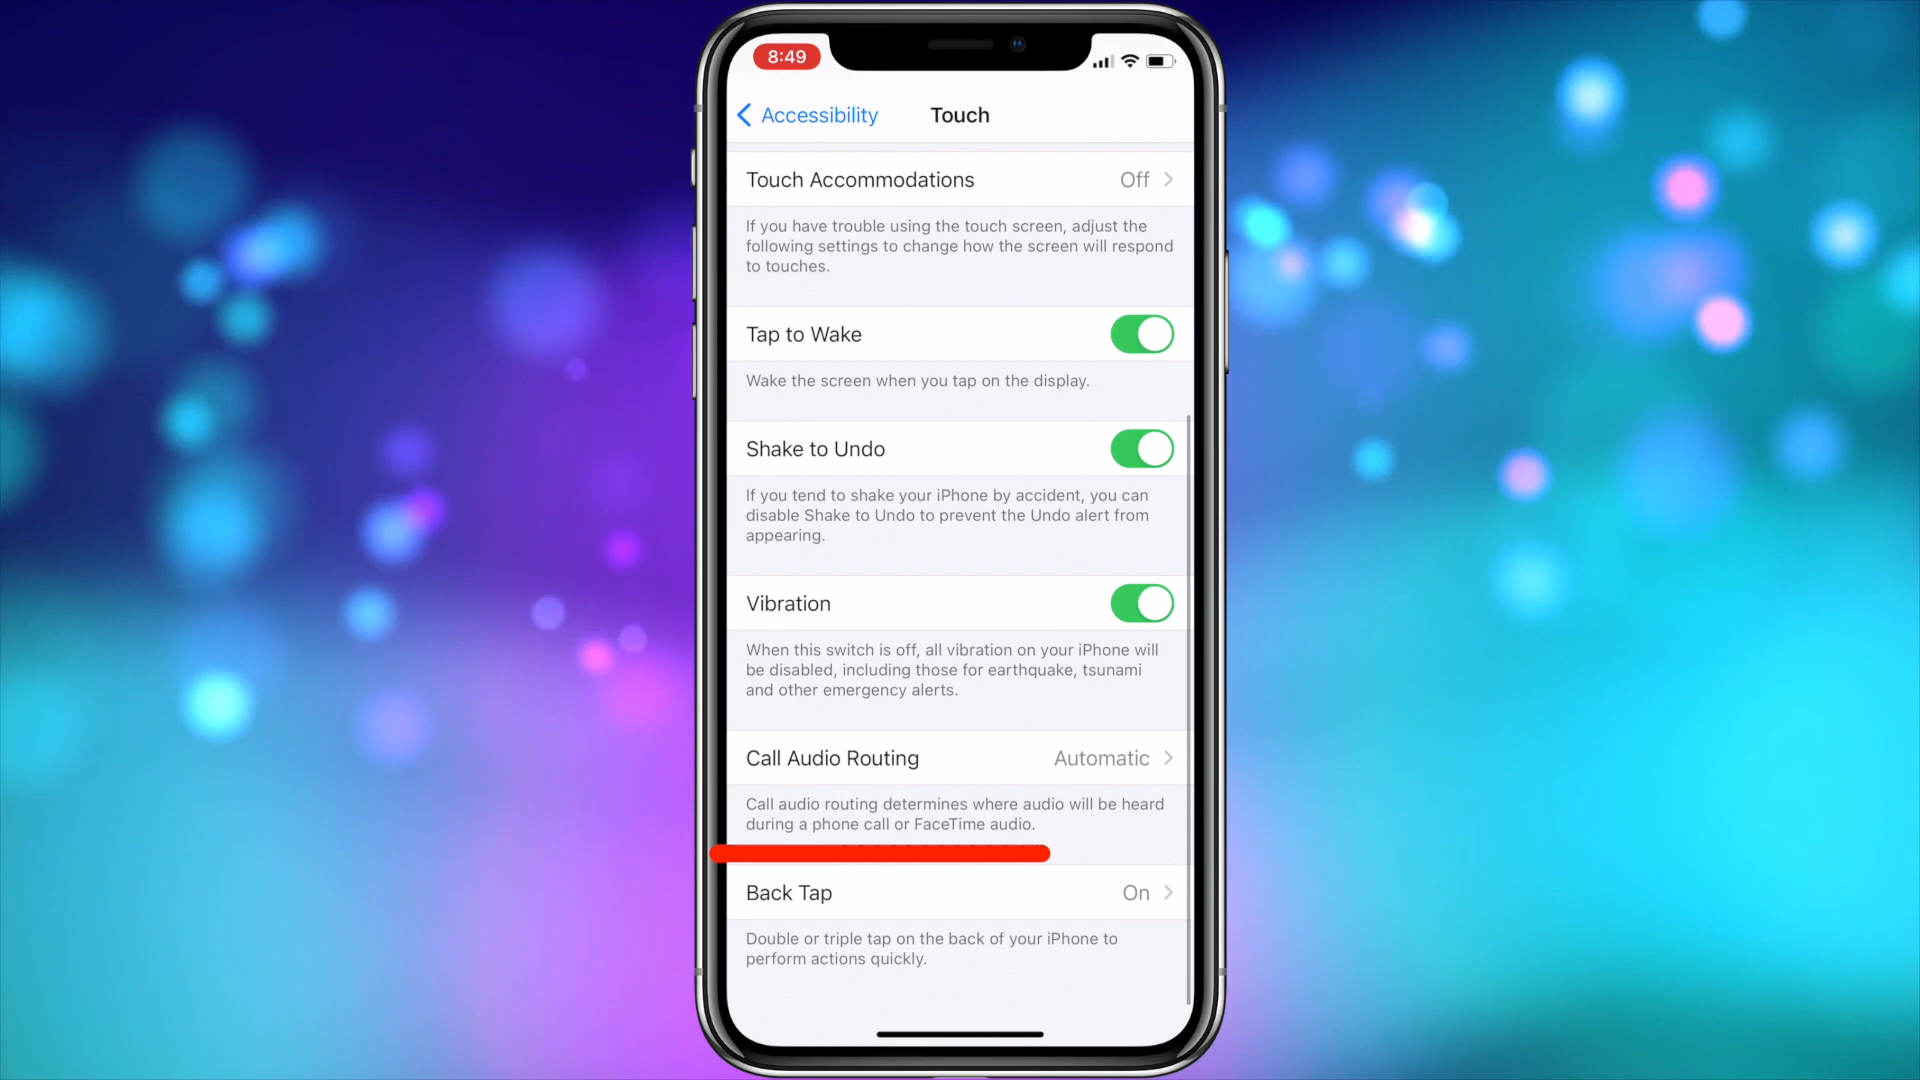 8:49
Accessibility
Touch
Touch Accommodations Off
If you have trouble using the touch screen, adjust the
following settings to change how the screen will respond
to touches.
Tap to Wake
Wake the screen when you tap on the display.
Shake to Undo
If you tend to shake your iPhone by accident, you can
disable Shake to Undo to prevent the Undo alert from
appearing.
Vibration
When this switch is off, all vibration on your iPhone will
be disabled, including those for earthquake, tsunami
and other emergency alerts.
Call Audio Routing Automatic
Call audio routing determines where audio will be heard
during a phone call or FaceTime audio.
Back Tap On
Double or triple tap on the back of your iPhone to
perform actions quickly.